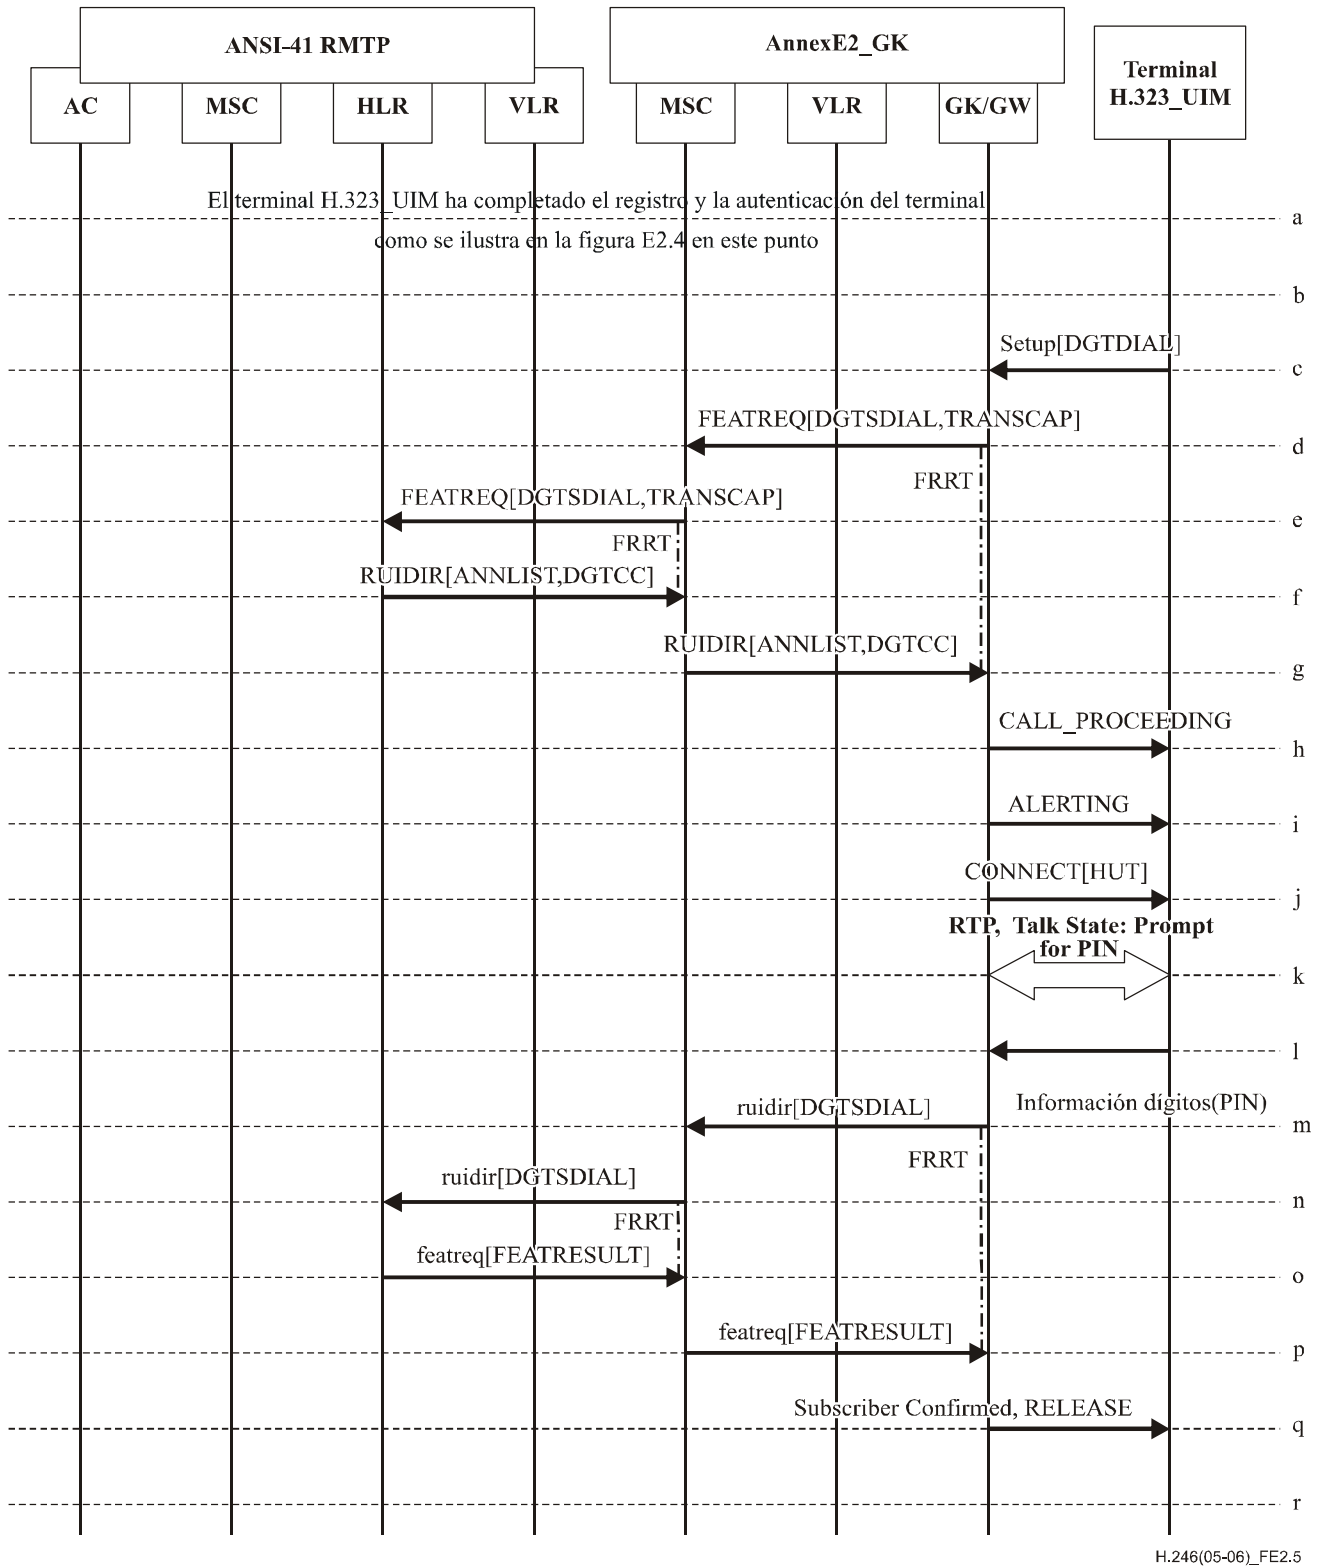 ANSI-41 RMTP
AnnexE2_GK
Terminal
H.323_UIM
AC
MSC
HLR
VLR
MSC
VLR
GK/GW
El terminal H.323_UIM ha completado el registro y la autenticación del terminal
a
como se ilustra en la figura E2.4 en este punto
b
Setup[DGTDIAL]
c
FEATREQ[DGTSDIAL,TRANSCAP]
d
FRRT
FEATREQ[DGTSDIAL,TRANSCAP]
e
FRRT
RUIDIR[ANNLIST,DGTCC]
f
RUIDIR[ANNLIST,DGTCC]
g
CALL_PROCEEDING
h
ALERTING
i
CONNECT[HUT]
j
RTP, Talk State: Prompt
for PIN
k
l
Información dígitos(PIN)
ruidir[DGTSDIAL]
m
FRRT
ruidir[DGTSDIAL]
n
FRRT
featreq[FEATRESULT]
o
featreq[FEATRESULT]
p
Subscriber Confirmed, RELEASE
q
r
H.246(05-06)_FE2.5